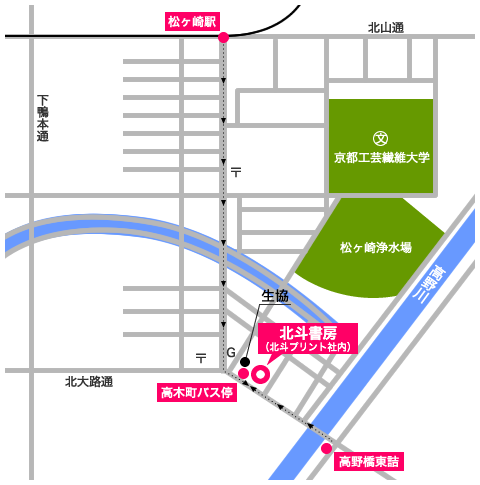 松ヶ崎駅
北山通
下鴨本通
文
京都工芸繊維大学
〒
松ヶ崎浄水場
高野川
生協
北斗書房
(北斗プリント社内)
G
〒
北大路通
高木町バス停
高野橋東詰